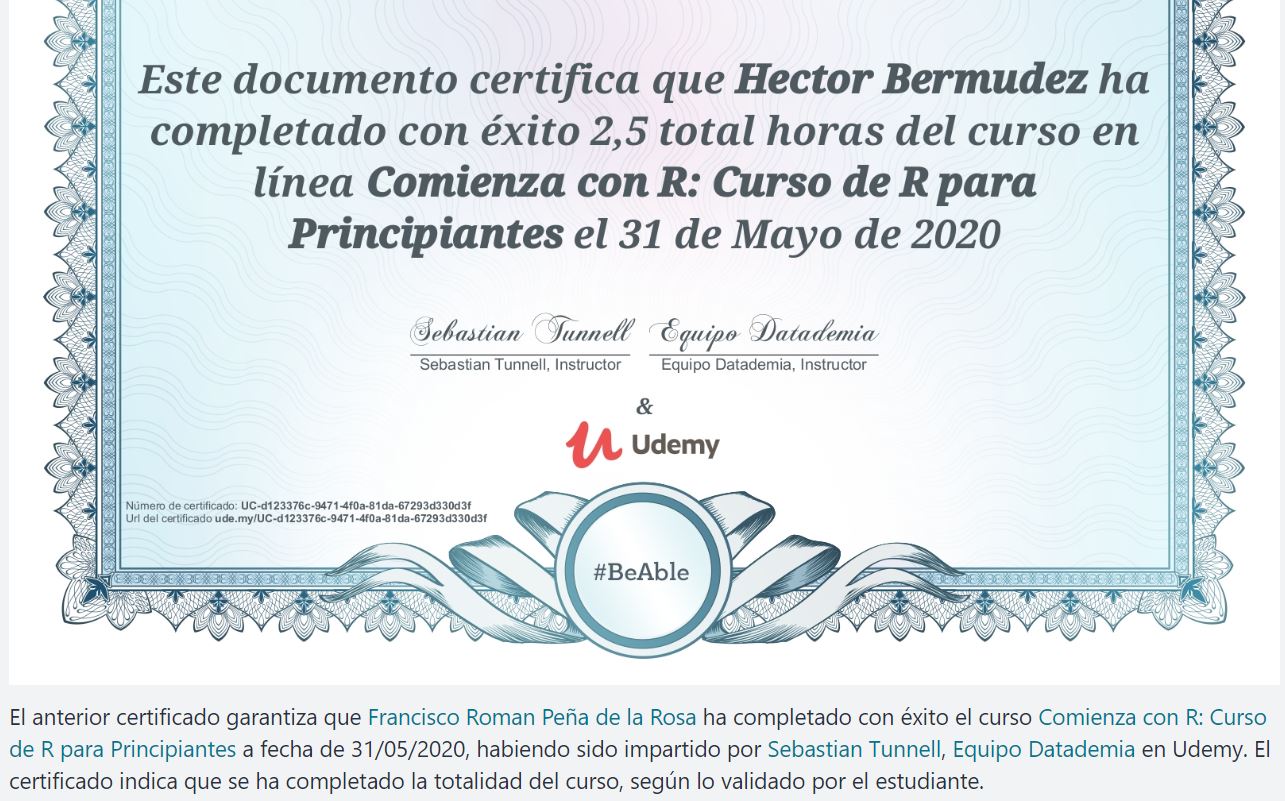 Este documento certifica que Hector Bermudez ha
completado con éxito 2,5 total horas del curso en
línea Comienza con R: Curso de R para
Principiantes el 31 de Mayo de 2020
Sebastian Tunnell Equipo Datademia
Sebastian Tunnell, Instructor Equipo Datademia, Instructor
&
Udemy
Número de certificado: UC-d123376c-9471-4f0a-81da-67293d330d3f
Url del certificado ude.my/UC-d123376c-9471-4f0a-81da-67293d330d3f
#BeAble
El anterior certificado garantiza que Francisco Roman Peña de la Rosa ha completado con éxito el curso Comienza con R: Curso
de R para Principiantes a fecha de 31/05/2020, habiendo sido impartido por Sebastian Tunnell, Equipo Datademia en Udemy. El
certificado indica que se ha completado la totalidad del curso, según lo validado por el estudiante.